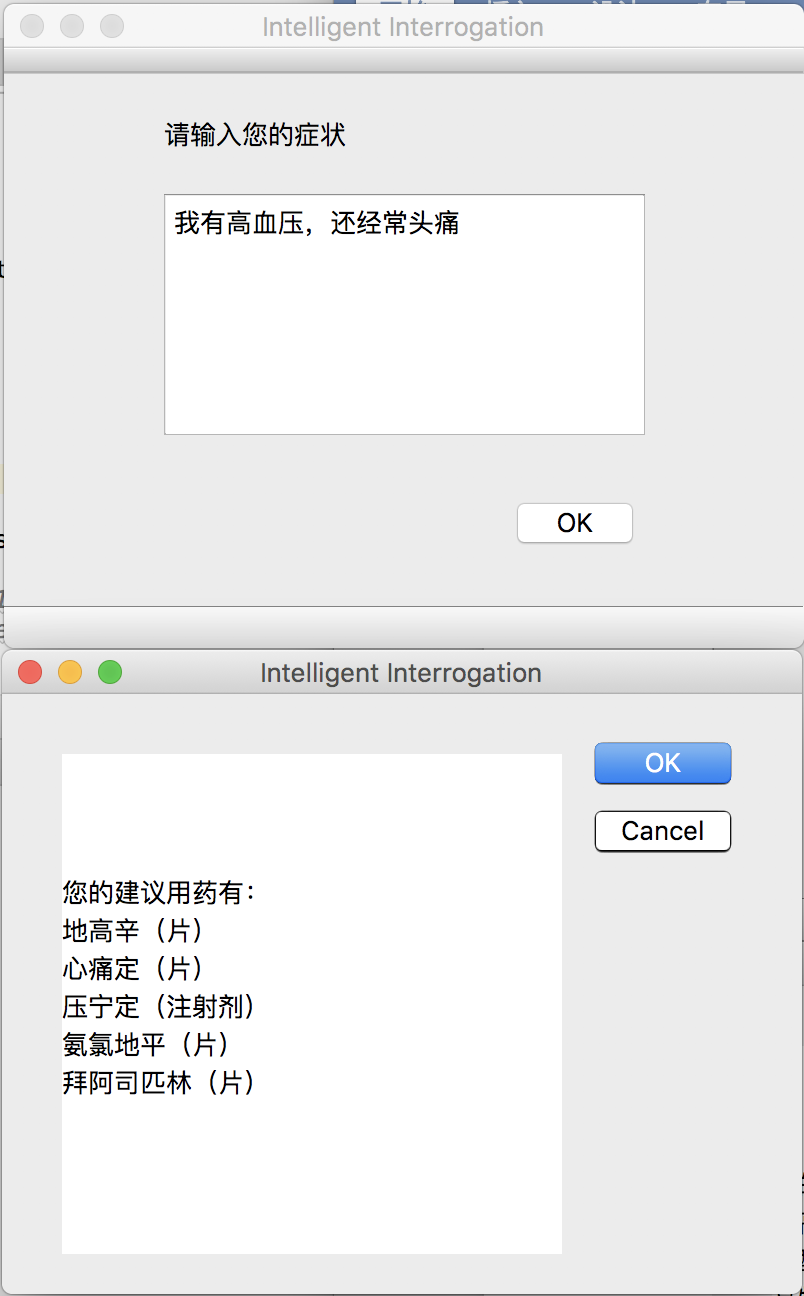 Intelligent Interrogation
请输入您的症状
我有高血压，还经常头痛
OK
Intelligent Interrogation
OK
Cancel
您的建议用药有：
地高辛（片）
心痛定（片）
压宁定（注射剂）
氨氯地平（片）
拜阿司匹林（片）